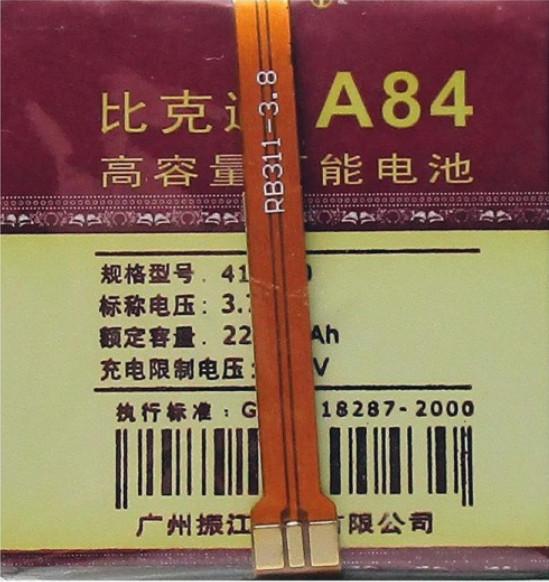 比克 A84
高容量 能电池
RB311-3.8
规格型号. 41
标称电压: 3.
额定容量. 22 Ah
充电限制电压: V
执行标准: G 18287-2000
广州振江 有限公司